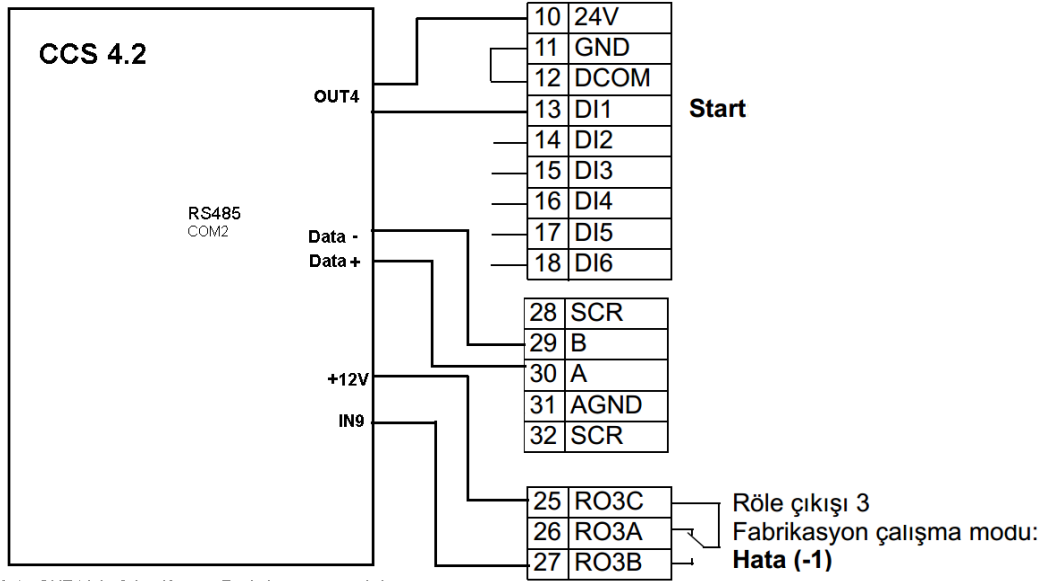 CCS 4.2
OUT4
RS485
COM2
Data -
Data +
+12V
IN9
10 24V
11 GND
12 DCOM
13 DI1
14 DI2
15 DI3
16 DI4
17 DI5
18 DI6
Start
28 SCR
29 B
30 A
31 AGND
32 SCR
25 RO3C
26 RO3A
27 RO3B
Röle çıkışı 3
Fabrikasyon çalışma modu:
Hata (-1)